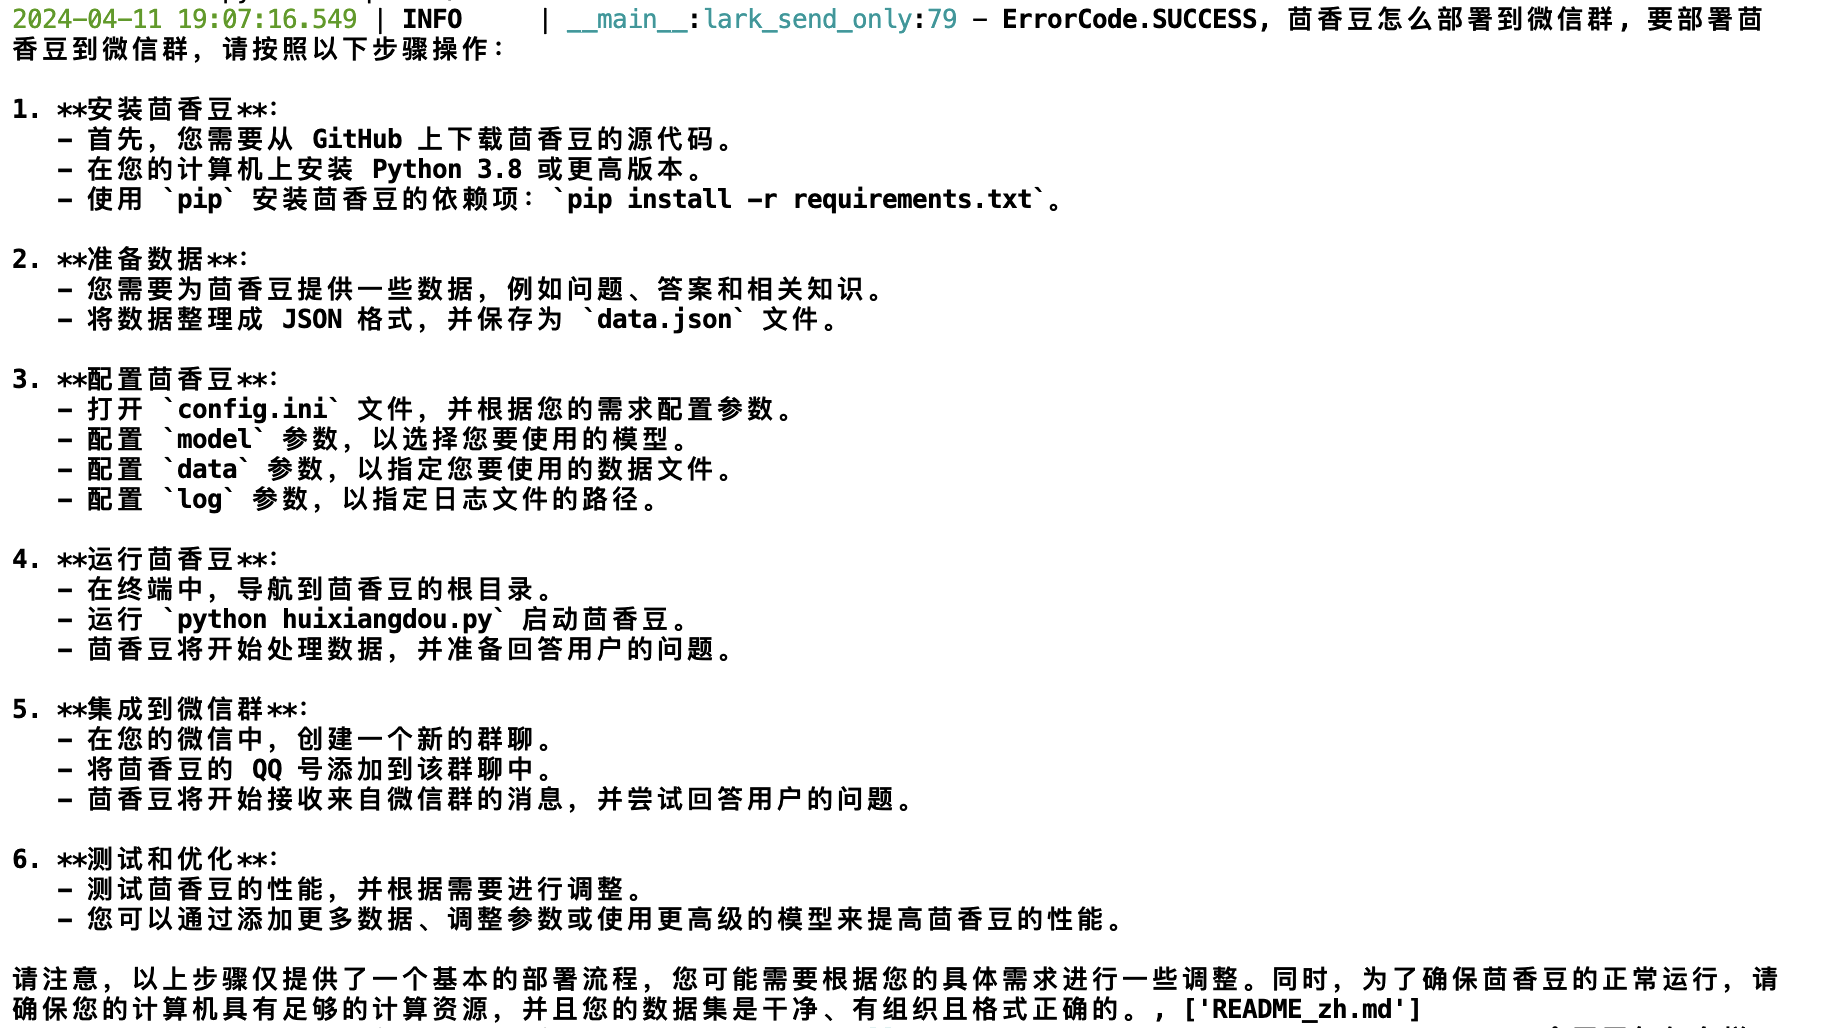 2024-04-11 19:07:16.549 | INFO     | __main__:lark_send_only:79 - ErrorCode.SUCCESS, 茴香豆怎么部署到微信群, 要部署茴
香豆到微信群, 请按照以下步骤操作:
1. **安装茴香豆**:
   - 首先, 您需要从 GitHub 上下载茴香豆的源代码。
   - 在您的计算机上安装 Python 3.8 或更高版本。
   - 使用 `pip` 安装茴香豆的依赖项: `pip install -r requirements.txt`。
2. **准备数据**:
   - 您需要为茴香豆提供一些数据, 例如问题、答案和相关知识。
   - 将数据整理成 JSON 格式, 并保存为 `data.json` 文件。
3. **配置茴香豆**:
   - 打开 `config.ini` 文件, 并根据您的需求配置参数。
   - 配置 `model` 参数, 以选择您要使用的模型。
   - 配置 `data` 参数, 以指定您要使用的数据文件。
   - 配置 `log` 参数, 以指定日志文件的路径。
4. **运行茴香豆**:
   - 在终端中, 导航到茴香豆的根目录。
   - 运行 `python huixiangdou.py` 启动茴香豆。
   - 茴香豆将开始处理数据, 并准备回答用户的问题。
5. **集成到微信群**:
   - 在您的微信中, 创建一个新的群聊。
   - 将茴香豆的 QQ 号添加到该群聊中。
   - 茴香豆将开始接收来自微信群的消息, 并尝试回答用户的问题。
6. **测试和优化**:
   - 测试茴香豆的性能, 并根据需要进行调整。
   - 您可以通过添加更多数据、调整参数或使用更高级的模型来提高茴香豆的性能。
请注意, 以上步骤仅提供了一个基本的部署流程, 您可能需要根据您的具体需求进行一些调整。同时, 为了确保茴香豆的正常运行, 请
确保您的计算机具有足够的计算资源, 并且您的数据集是干净、有组织且格式正确的。, ['README_zh.md']